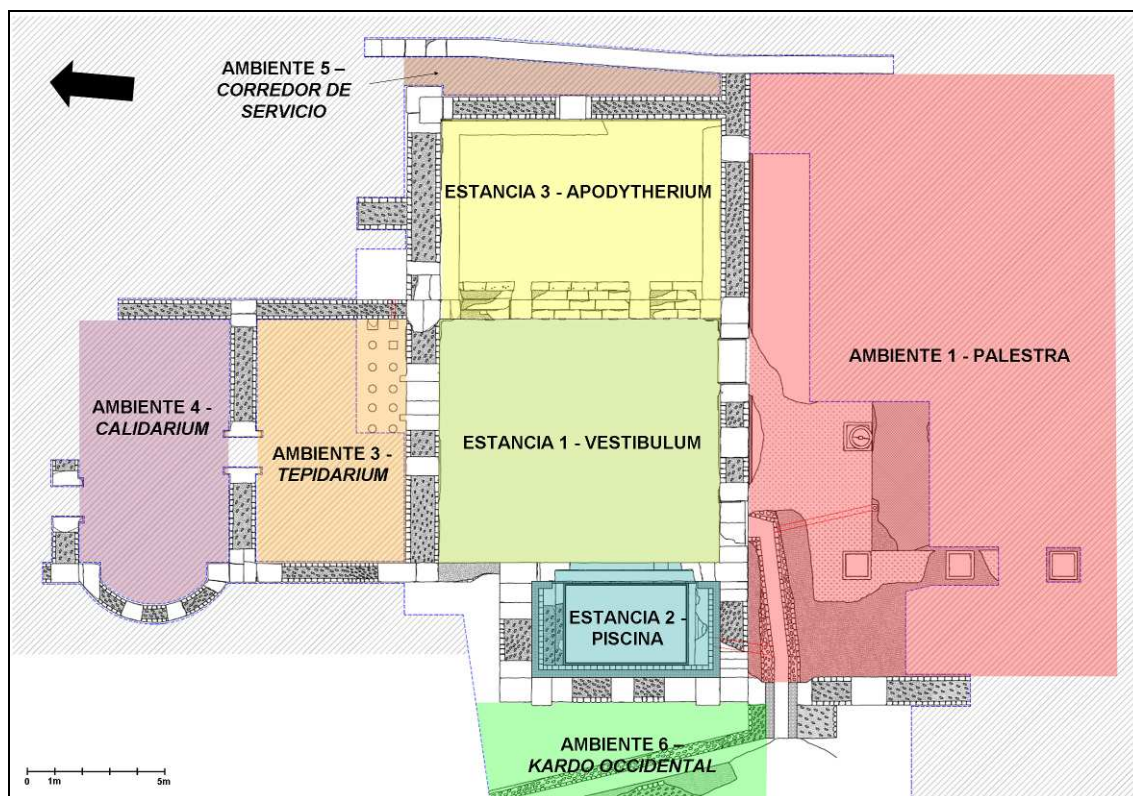 AMBIENTE 5 –
CORREDOR DE
SERVICIO
ESTANCIA 3 - APODYTHERIUM
AMBIENTE 1 - PALESTRA
AMBIENTE 4 -
CALIDARIUM
AMBIENTE 3 -
TEPIDARIUM
ESTANCIA 1 - VESTIBULUM
ESTANCIA 2 -
PISCINA
AMBIENTE 6 –
KARDO OCCIDENTAL
0 1m 5m